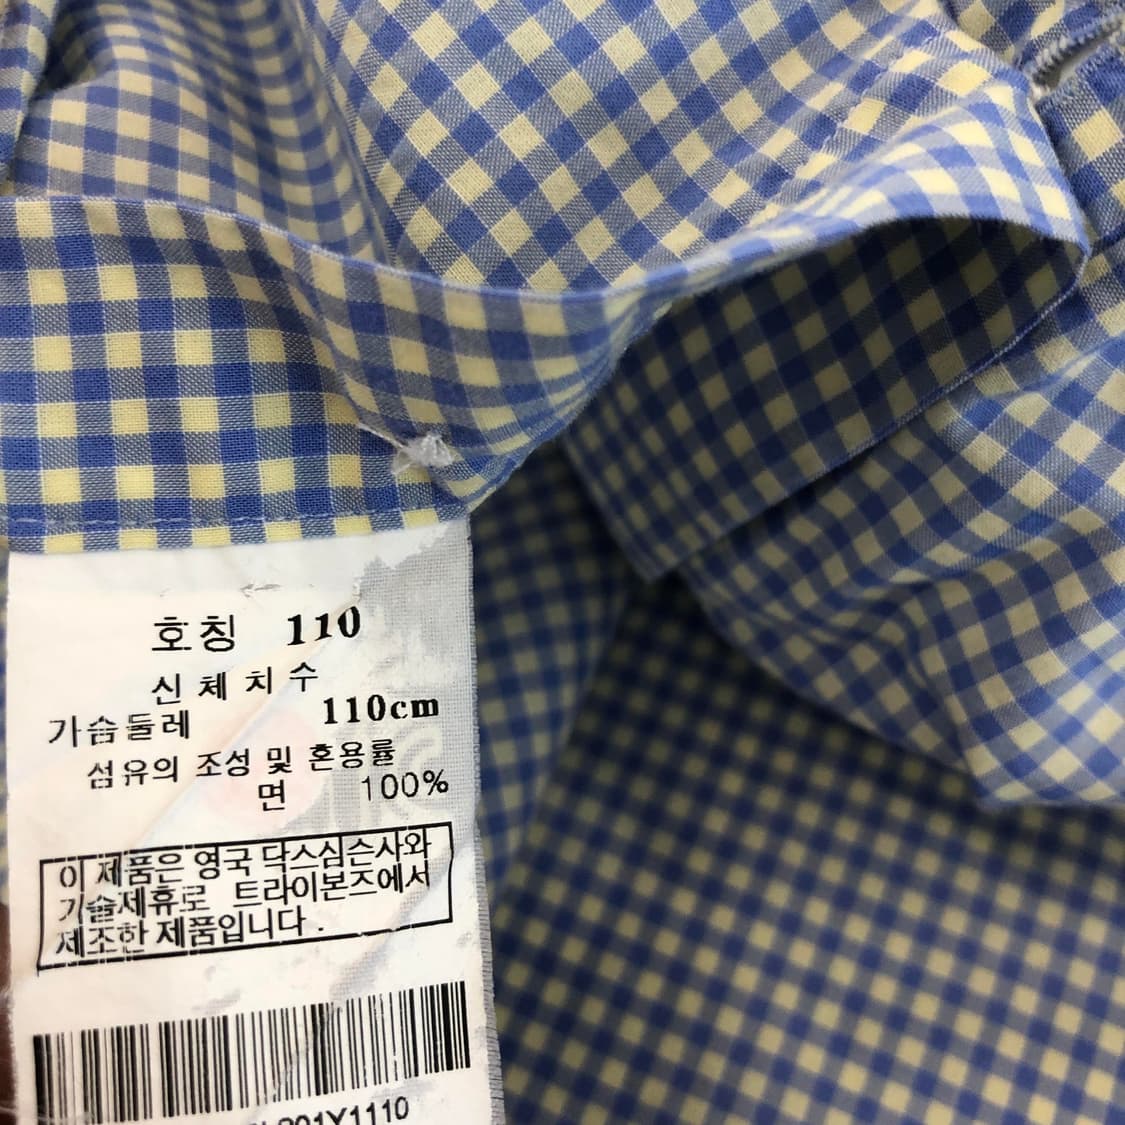 호칭 110
신체치수
가슴둘레 110cm
섬유의 조성 및 혼용률
면 100%
이 제품은 영국 닥스심슨사와
기술제휴로 트라이본즈에서
제조한 제품입니다.